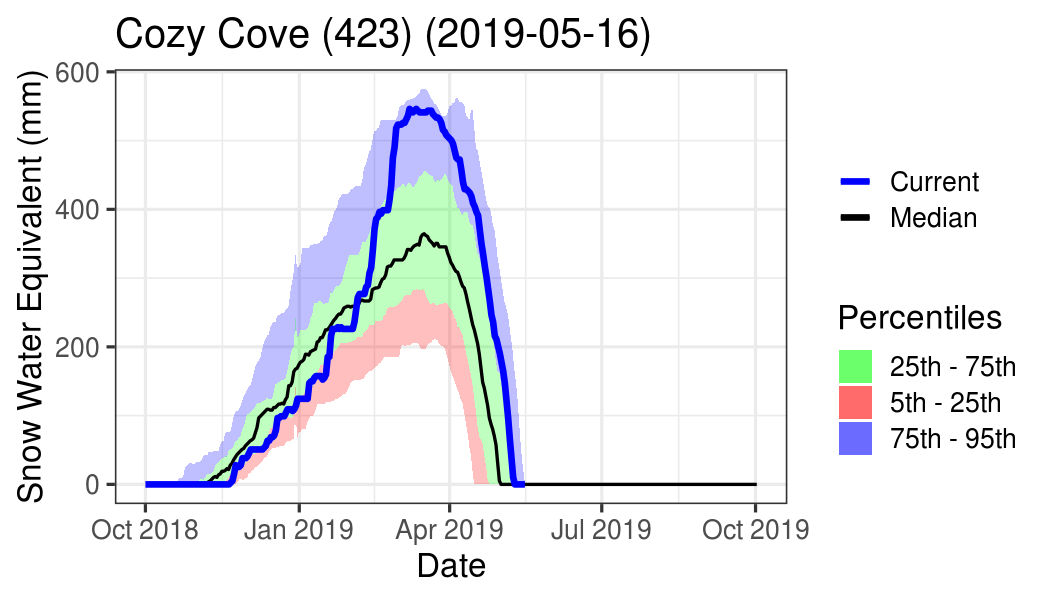 Cozy Cove (423) (2019-05-16)
Snow Water Equivalent (mm)
600
400
200
0
Oct 2018
Jan 2019
Apr 2019
Jul 2019
Oct 2019
Date
Current
Median
Percentiles
25th - 75th
5th - 25th
75th - 95th